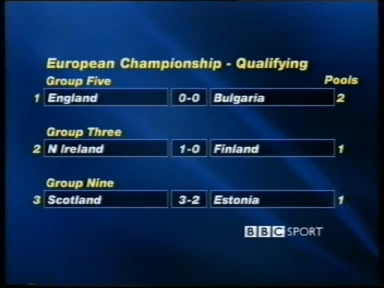 European Championship - Qualifying
Group Five Pools
1 England 0-0 Bulgaria 2
Group Three
2 N Ireland 1-0 Finland 1
Group Nine
3 Scotland 3-2 Estonia 1
BBC SPORT